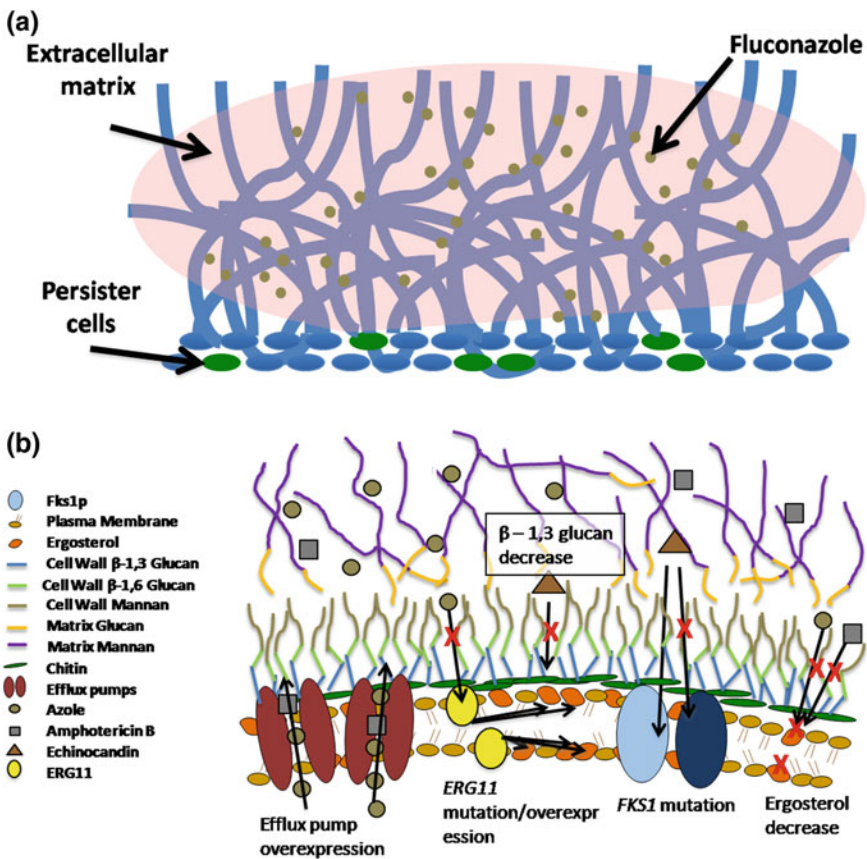 (a)
Extracellular
matrix
Fluconazole
Persister
cells
(b)
Fks1p
Plasma Membrane
Ergosterol
Cell Wall β-1,3 Glucan
Cell Wall β-1,6 Glucan
Cell Wall Mannan
Matrix Glucan
Matrix Mannan
Chitin
Efflux pumps
Azole
Amphotericin B
Echinocandin
ERG11
β – 1,3 glucan
decrease
X
X
X
X
X
X
X
Efflux pump
overexpression
ERG11
mutation/overexpr
ession
FKS1 mutation
Ergosterol
decrease